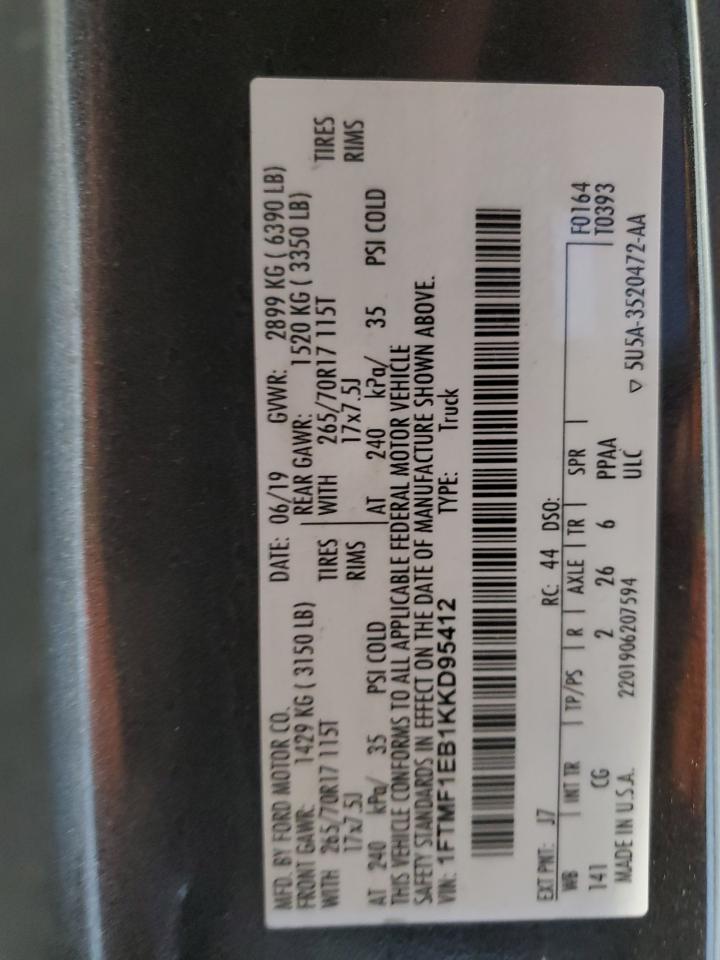 MFD. BY FORD MOTOR CO. DATE: 06/19 GVWR: 2899 KG ( 6390 LB)
FRONT GAWR: 1429 KG ( 3150 LB) REAR GAWR: 1520 KG ( 3350 LB)
WITH 265/70R17 115T TIRES WITH 265/70R17 115T TIRES
17x7.5J RIMS 17x7.5J RIMS
AT 240 kPa/ 35 PSI COLD AT 240 kPa/ 35 PSI COLD
THIS VEHICLE CONFORMS TO ALL APPLICABLE FEDERAL MOTOR VEHICLE
SAFETY STANDARDS IN EFFECT ON THE DATE OF MANUFACTURE SHOWN ABOVE.
VIN: 1FTMF1EB1KKD95412 TYPE: Truck
EXT PNT: J7 RC: 44 DSO:
WB INT TR TP/PS R AXLE TR SPR F0164
141 CG 2 26 6 PPAA T0393
ULC
MADE IN U.S.A. 2201906207594 ▽ 5U5A-3520472-AA